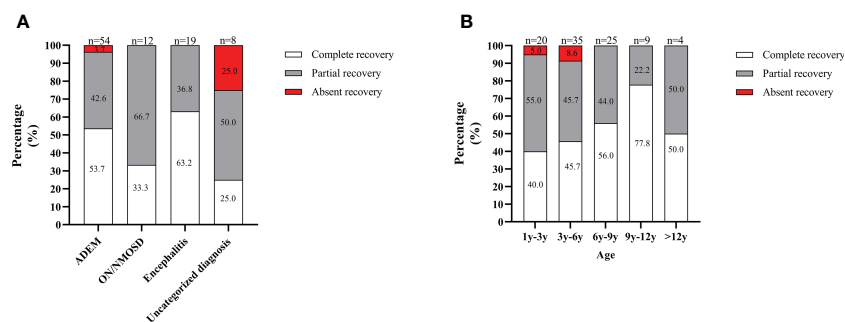 A
n=54 n=12 n=19 n=8
100
90
80
70
60
50
40
30
20
10
0
Percentage
(%)
3.7
42.6
53.7
66.7
33.3
36.8
63.2
25.0
50.0
25.0
ADEM
ON/NMOSD
Encephalitis
Uncategorized diagnosis
Complete recovery
Partial recovery
Absent recovery
B
n=20 n=35 n=25 n=9 n=4
100
90
80
70
60
50
40
30
20
10
0
Percentage
(%)
5.0
55.0
40.0
8.6
45.7
45.7
44.0
56.0
22.2
77.8
50.0
50.0
1y-3y 3y-6y 6y-9y 9y-12y >12y
Age
Complete recovery
Partial recovery
Absent recovery